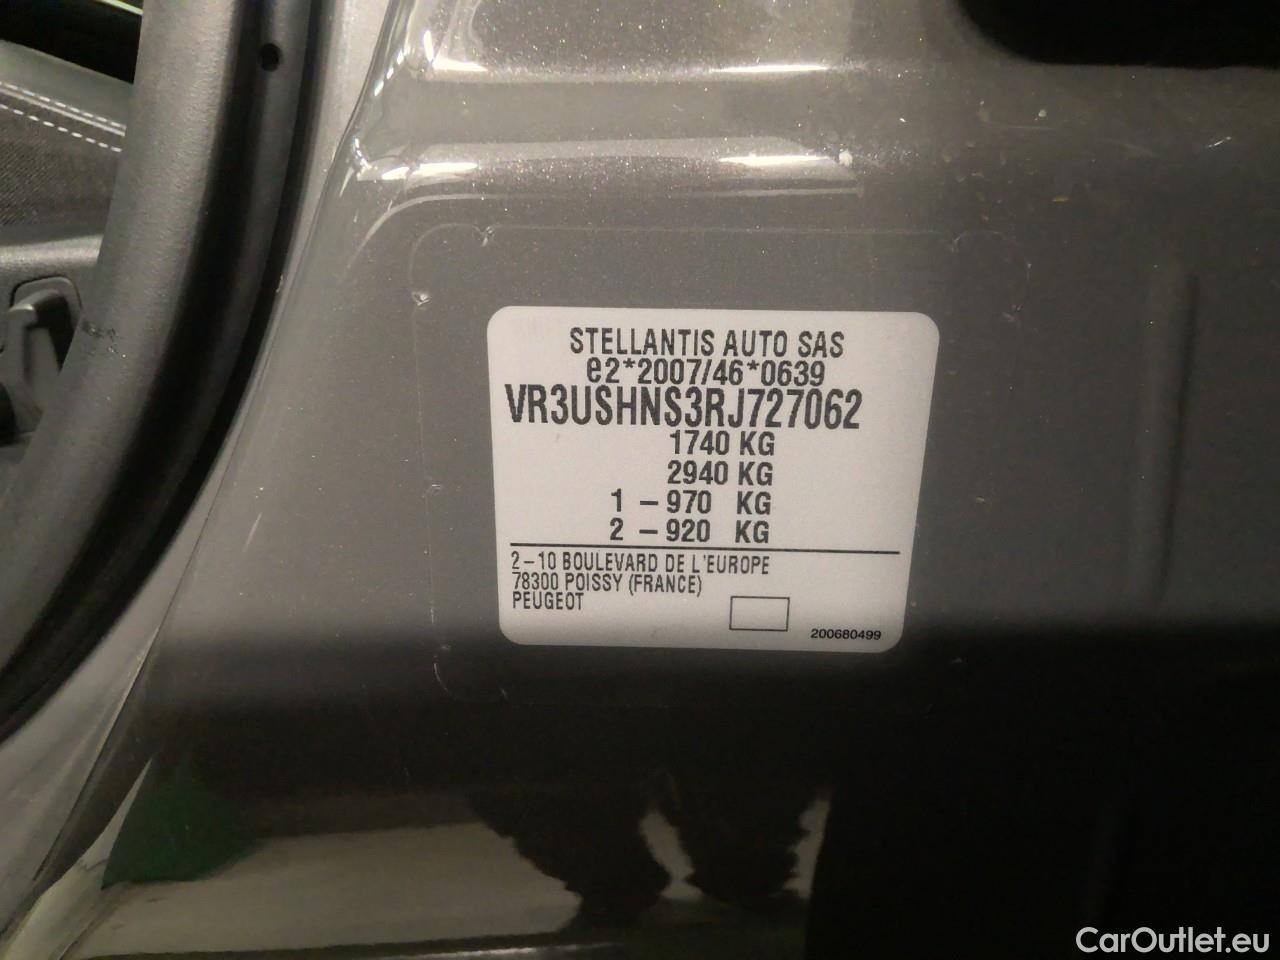 STELLANTIS AUTO SAS
e2*2007/46*0639
VR3USHNS3RJ727062
1740 KG
2940 KG
1 – 970 KG
2 – 920 KG
2–10 BOULEVARD DE L'EUROPE
78300 POISSY (FRANCE)
PEUGEOT
200680499
CarOutlet.eu